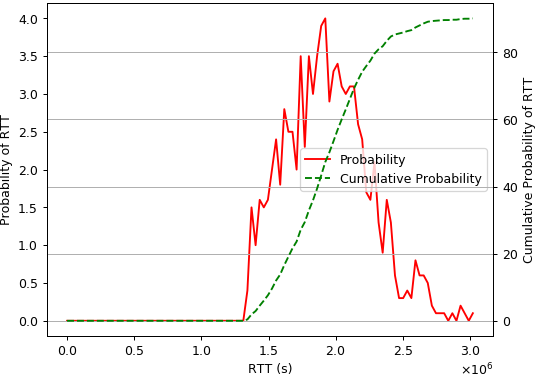 4.0
3.5
3.0
2.5
2.0
1.5
1.0
0.5
0.0
Probability of RTT
80
60
40
20
0
Cumulative Probability of RTT
Probability
Cumulative Probability
0.0 0.5 1.0 1.5 2.0 2.5 3.0
RTT (s)
×10⁶